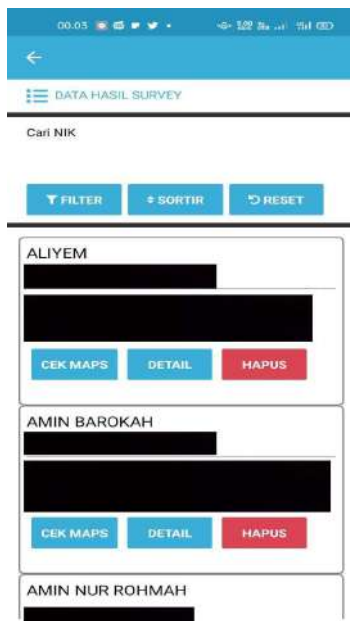 00.03
DATA HASIL SURVEY
Cari NIK
FILTER SORTIR RESET
ALIYEM
CEK MAPS DETAIL HAPUS
AMIN BAROKAH
CEK MAPS DETAIL HAPUS
AMIN NUR ROHMAH